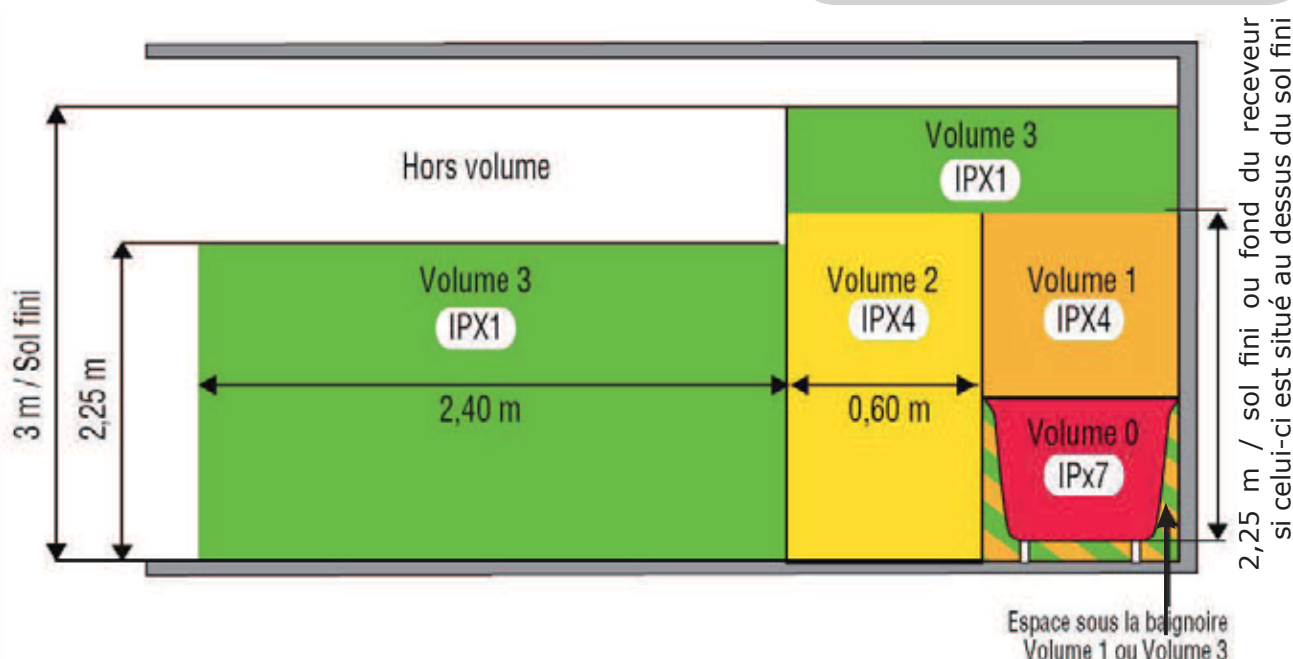 Hors volume
Volume 3
IPX1
Volume 3
IPX1
Volume 2
IPX4
Volume 1
IPX4
2,40 m
0,60 m
Volume 0
IPx7
3 m / Sol fini
2,25 m
2,25 m / sol fini ou fond du receveur
si celui-ci est situé au dessus du sol fini
Espace sous la baignoire
Volume 1 ou Volume 3